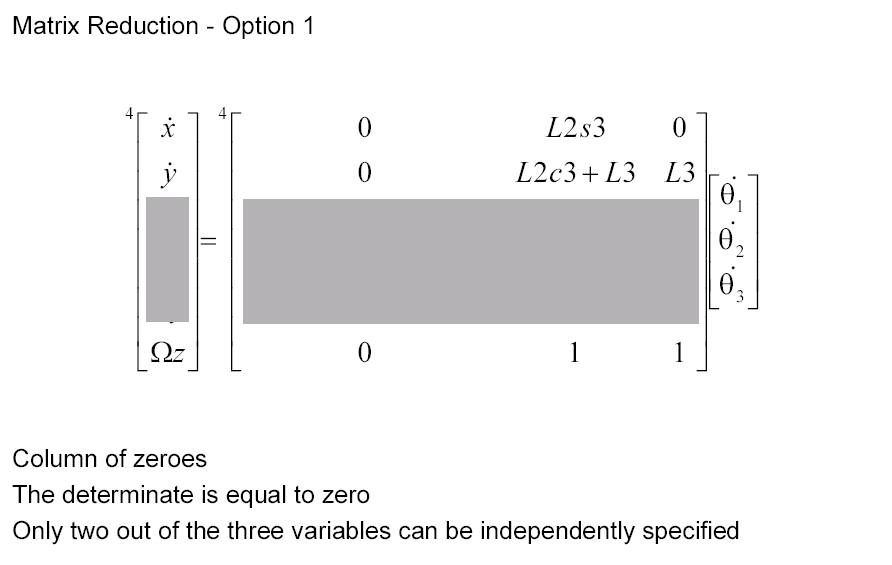 Matrix Reduction - Option 1
4 ẋ 4 0 L2s3 0
ẏ 0 L2c3 + L3 L3
θ̇1
= θ̇2
θ̇3
Ωz 0 1 1
Column of zeroes
The determinate is equal to zero
Only two out of the three variables can be independently specified